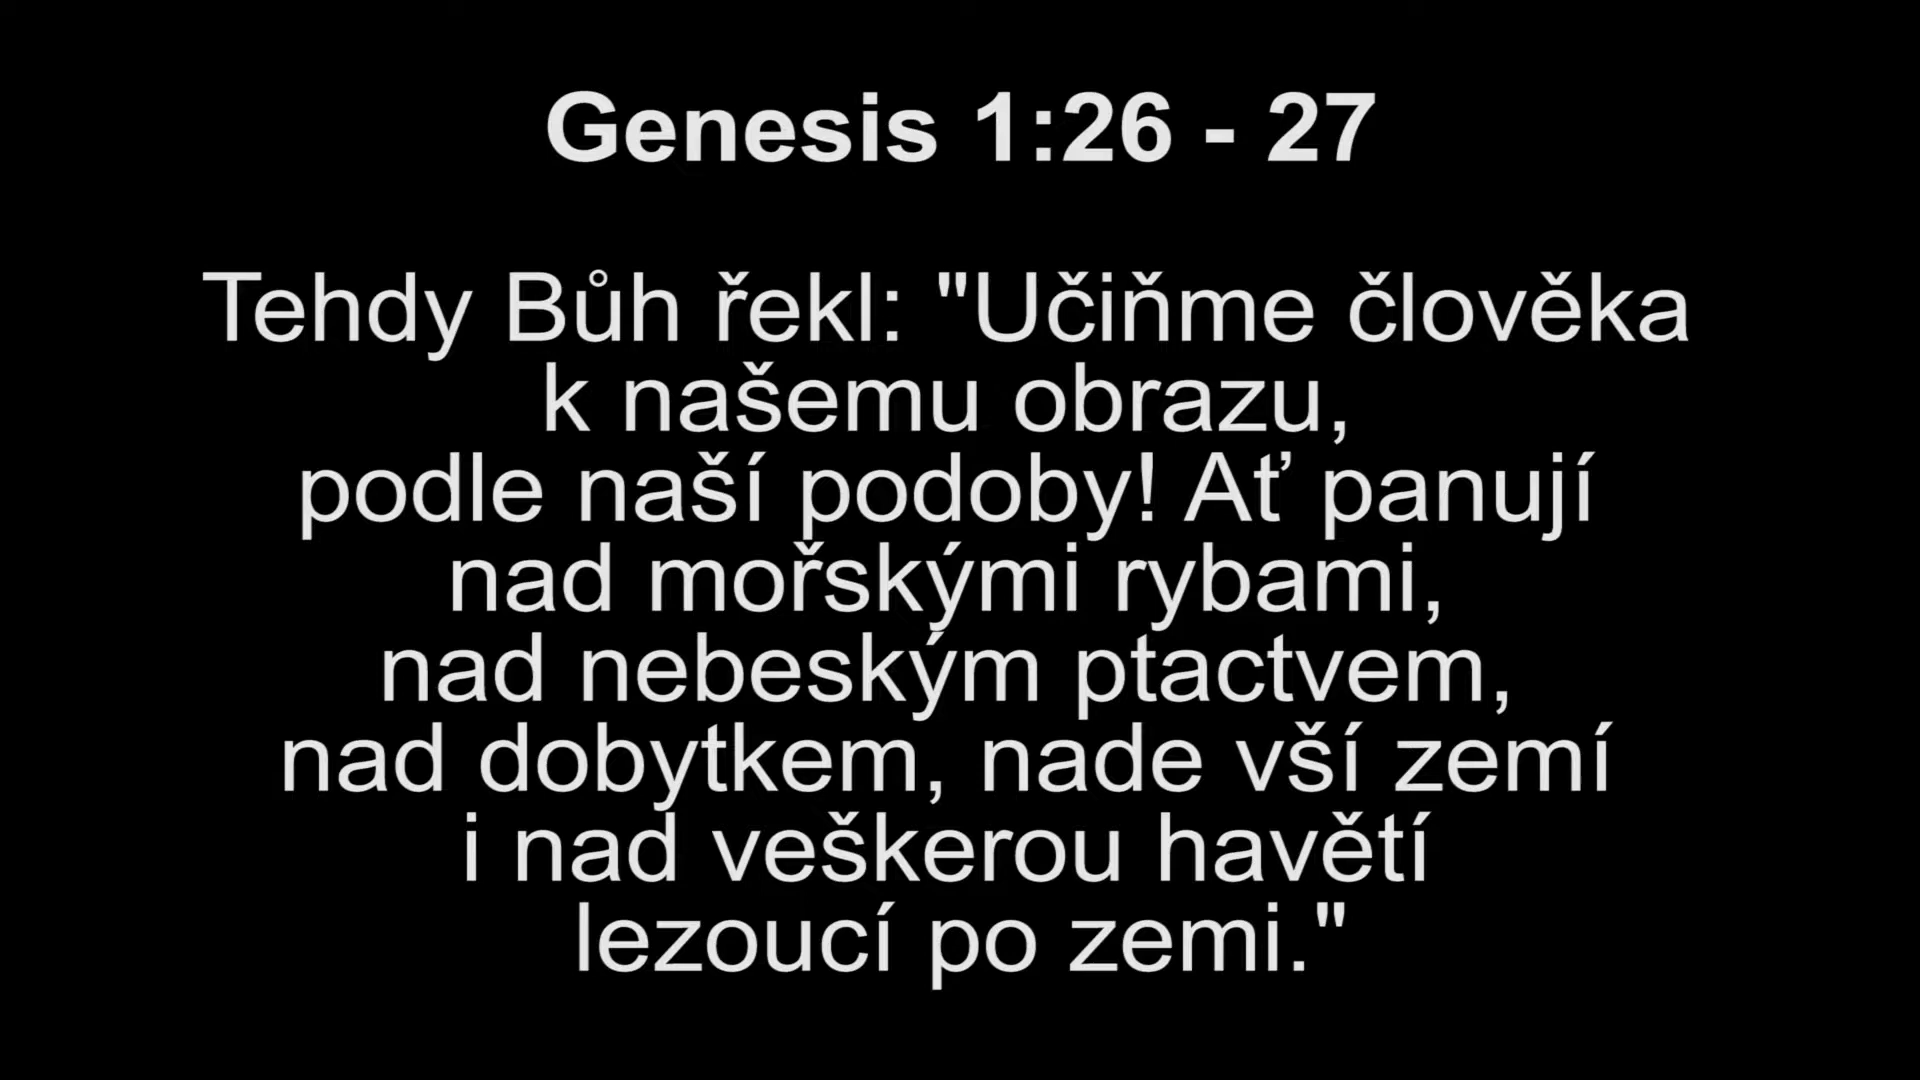 Genesis 1:26 - 27
Tehdy Bůh řekl: "Učiňme člověka
k našemu obrazu,
podle naší podoby! Ať panují
nad mořskými rybami,
nad nebeským ptactvem,
nad dobytkem, nade vší zemí
i nad veškerou havětí
lezoucí po zemi."